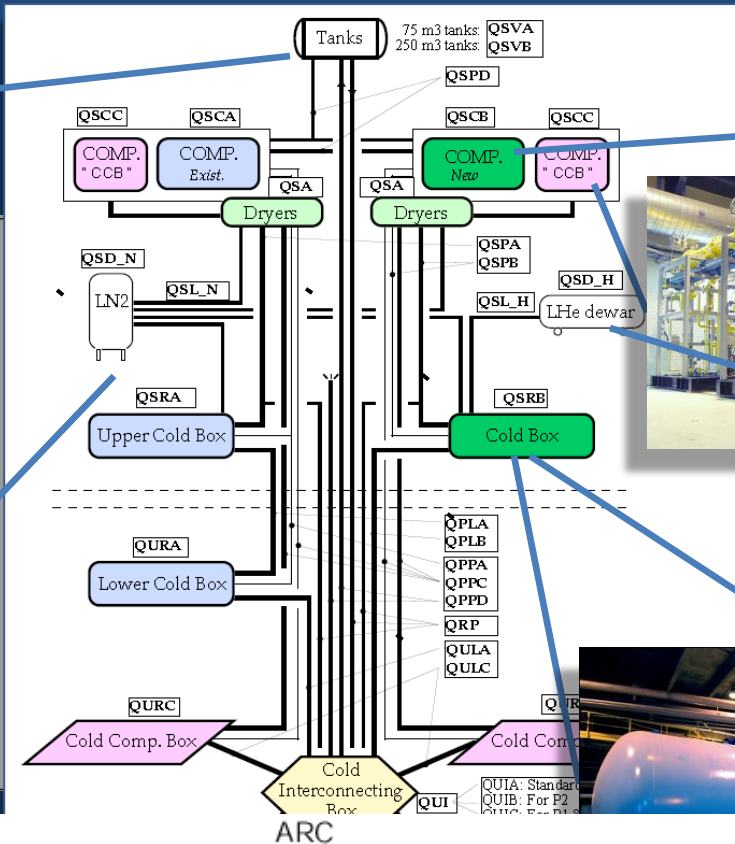 Tanks
75 m3 tanks: QSVA
250 m3 tanks: QSVB
QSPD
QSCC QSCA QSCB QSCC
COMP. "CCB"
COMP. Exist.
COMP. New
COMP. "CCB"
QSA QSA
Dryers Dryers
QSPA
QSPB
QSD_N
QSL_N
LN2
QSD_H
QSL_H
LHe dewar
QSRA QSRB
Upper Cold Box
Cold Box
QPLA
QPLB
QURA
QPPA
QPPC
QPPD
Lower Cold Box
QRP
QULA
QULC
QURC
Cold Comp. Box
Cold
Cold
Interconnecting
Box
QUI
QUIA: Standard
QUIB: For P2
ARC